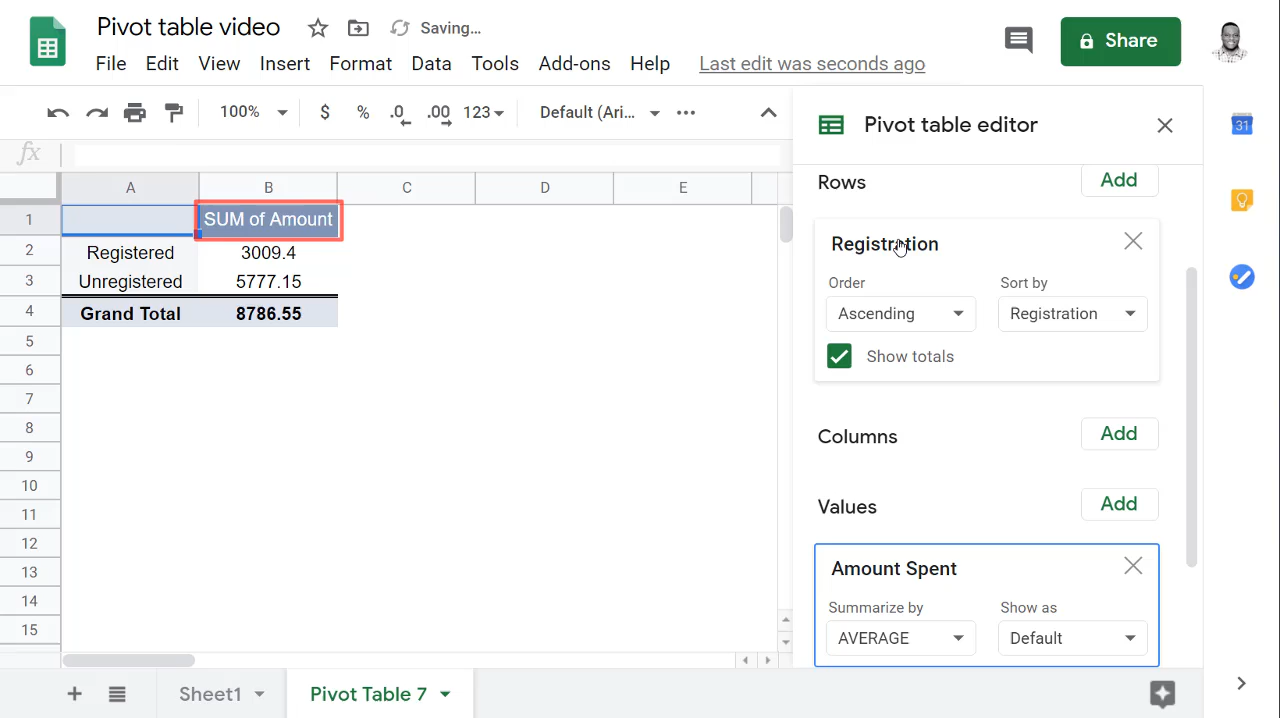 Pivot table video
Saving...
Share
File Edit View Insert Format Data Tools Add-ons Help Last edit was seconds ago
100% $ % .0 .00 123 Default (Ari...
fx
Pivot table editor
31
A B C D E
1 SUM of Amount
2 Registered 3009.4
3 Unregistered 5777.15
4 Grand Total 8786.55
5
6
7
8
9
10
11
12
13
14
15
Rows Add
Registration
Order Sort by
Ascending Registration
Show totals
Columns Add
Values Add
Amount Spent
Summarize by Show as
AVERAGE Default
Sheet1 Pivot Table 7